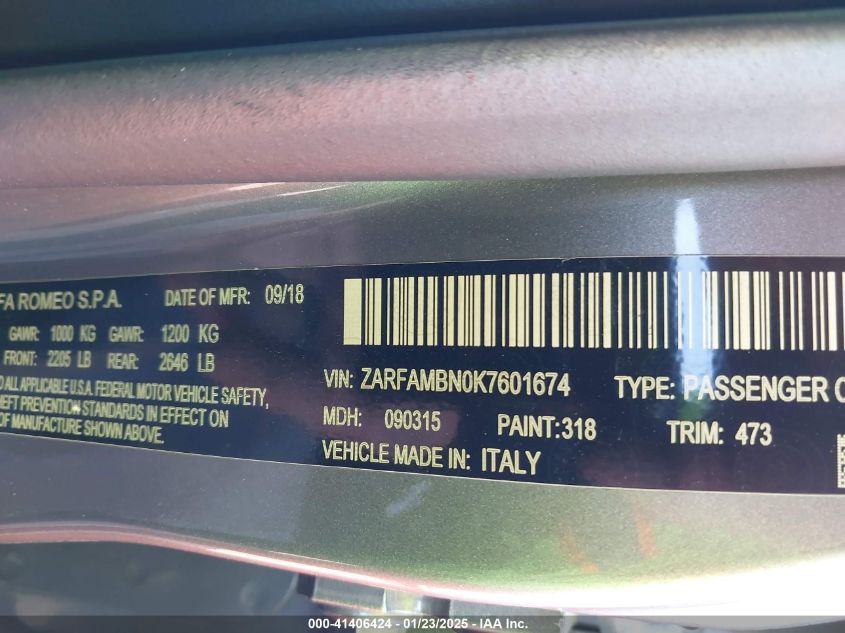 FA ROMEO S.P.A. DATE OF MFR: 09/18
GAWR: 1000 KG GAWR: 1200 KG
FRONT: 2205 LB REAR: 2646 LB
O ALL APPLICABLE U.S.A. FEDERAL MOTOR VEHICLE SAFETY,
HEFT PREVENTION STANDARDS IN EFFECT ON
OF MANUFACTURE SHOWN ABOVE.
VIN: ZARFAMBN0K7601674 TYPE: PASSENGER C
MDH: 090315 PAINT:318 TRIM: 473
VEHICLE MADE IN: ITALY
000-41406424 - 01/23/2025 - IAA Inc.